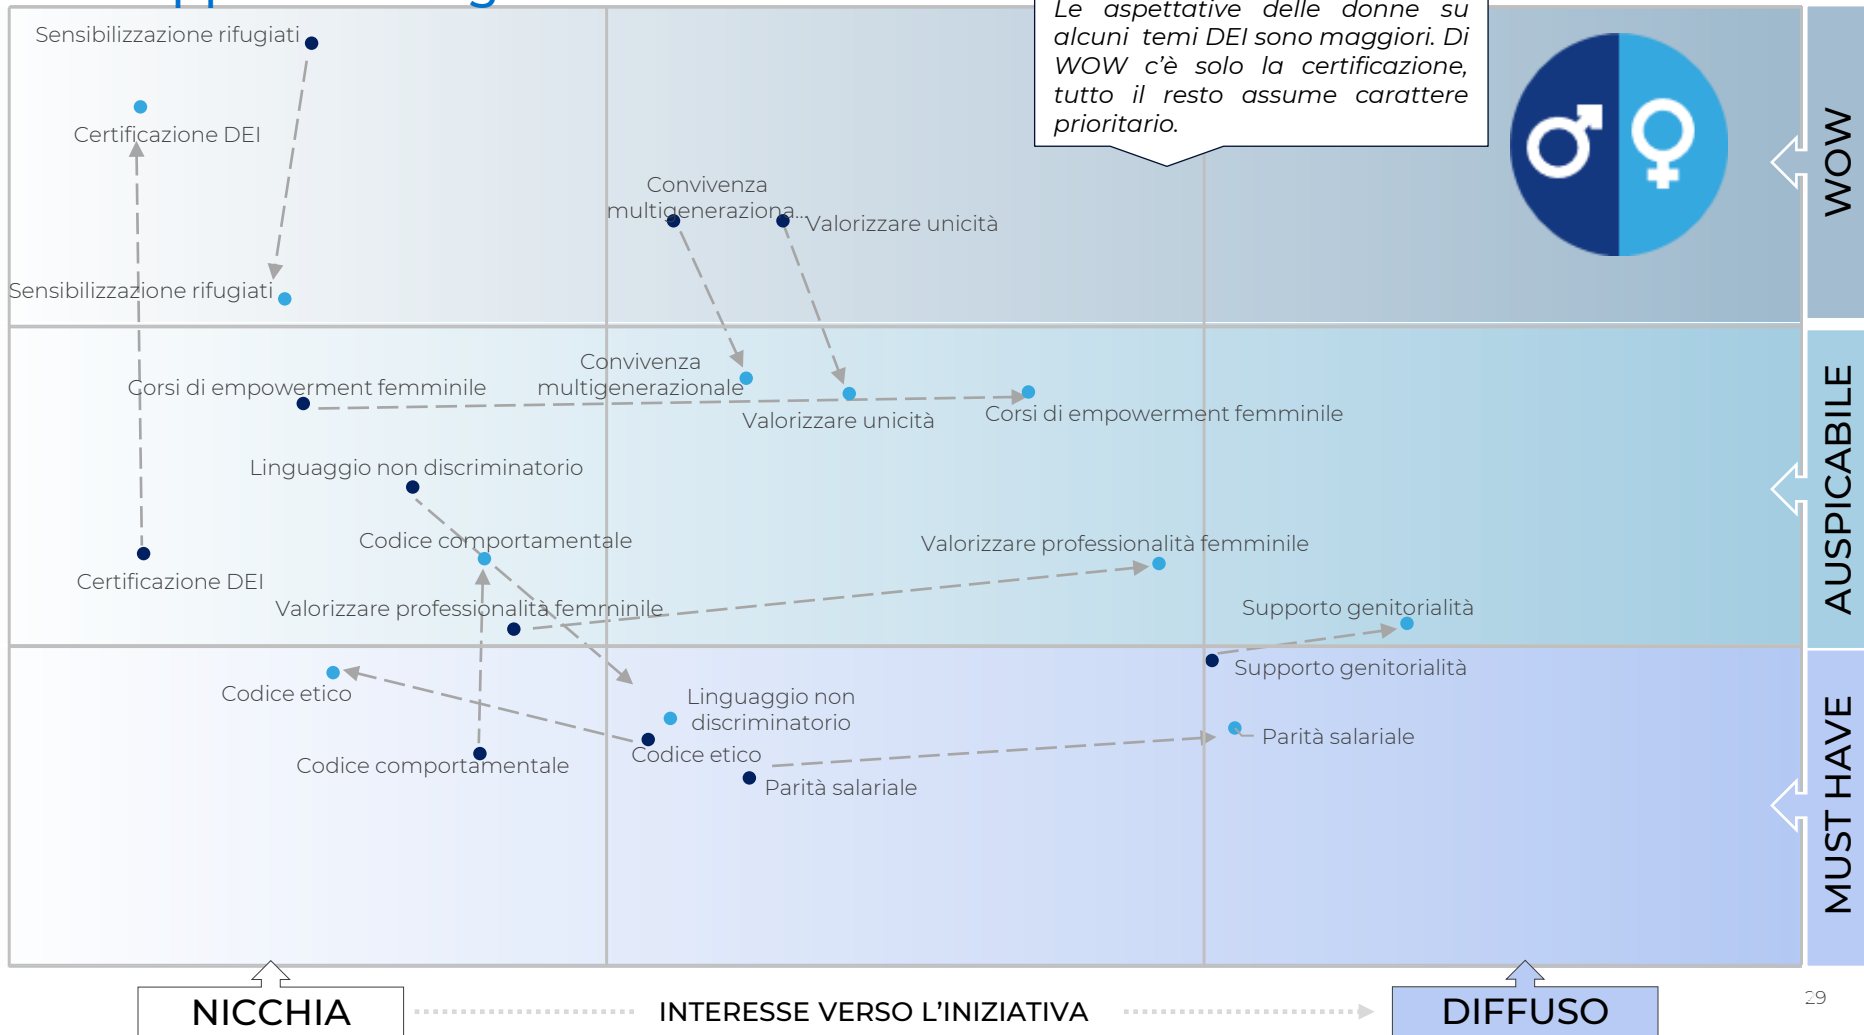 Le aspettative delle donne su
alcuni temi DEI sono maggiori. Di
WOW c'è solo la certificazione,
tutto il resto assume carattere
prioritario.
Sensibilizzazione rifugiati
Certificazione DEI
Convivenza
multigeneraziona...
Valorizzare unicità
Sensibilizzazione rifugiati
WOW
Convivenza
multigenerazionale
Corsi di empowerment femminile
Valorizzare unicità
Corsi di empowerment femminile
Linguaggio non discriminatorio
Codice comportamentale
Valorizzare professionalità femminile
Certificazione DEI
Valorizzare professionalità femminile
Supporto genitorialità
AUSPICABILE
Supporto genitorialità
Codice etico
Linguaggio non
discriminatorio
Codice etico
Parità salariale
Codice comportamentale
Parità salariale
MUST HAVE
NICCHIA
INTERESSE VERSO L'INIZIATIVA
DIFFUSO
29